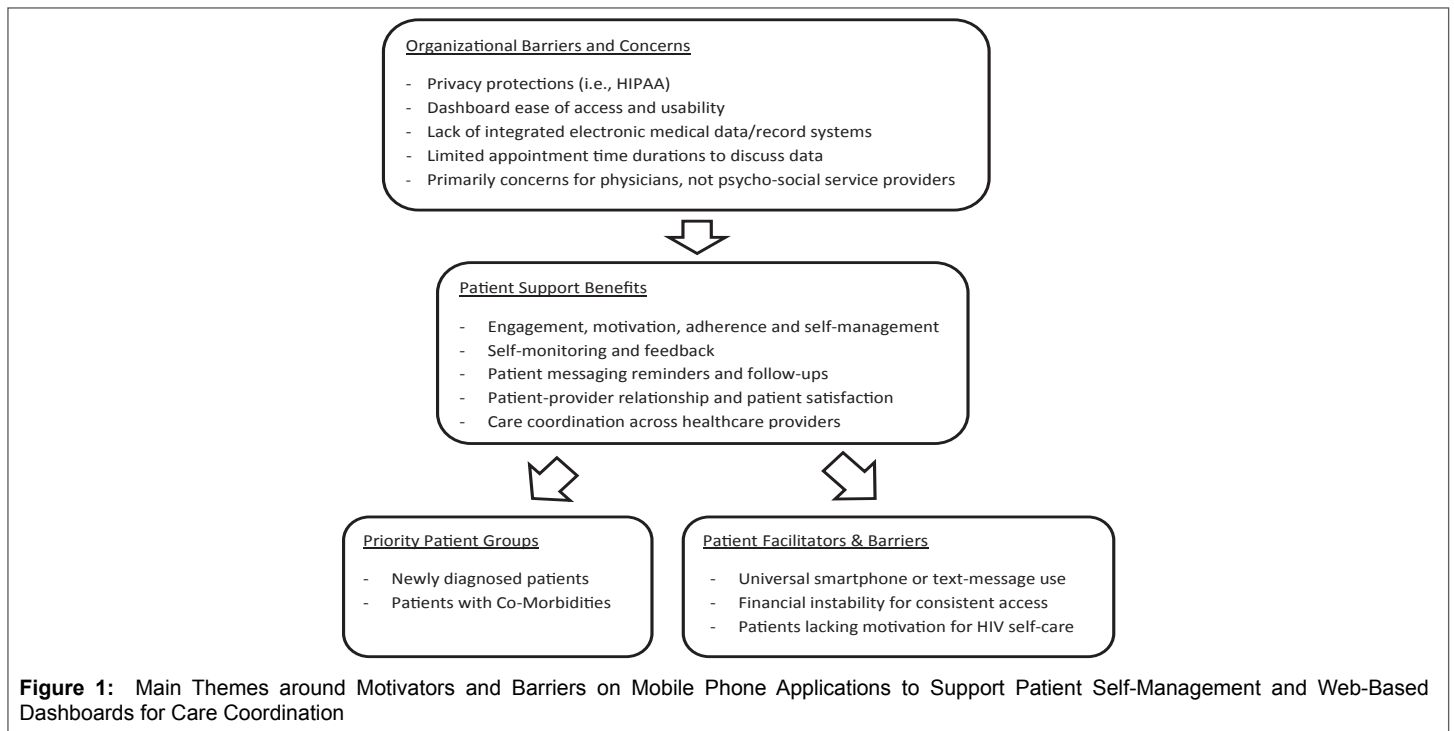 Organizational Barriers and Concerns
- Privacy protections (i.e., HIPAA)
- Dashboard ease of access and usability
- Lack of integrated electronic medical data/record systems
- Limited appointment time durations to discuss data
- Primarily concerns for physicians, not psycho-social service providers
Patient Support Benefits
- Engagement, motivation, adherence and self-management
- Self-monitoring and feedback
- Patient messaging reminders and follow-ups
- Patient-provider relationship and patient satisfaction
- Care coordination across healthcare providers
Priority Patient Groups
- Newly diagnosed patients
- Patients with Co-Morbidities
Patient Facilitators & Barriers
- Universal smartphone or text-message use
- Financial instability for consistent access
- Patients lacking motivation for HIV self-care
Figure 1: Main Themes around Motivators and Barriers on Mobile Phone Applications to Support Patient Self-Management and Web-Based
Dashboards for Care Coordination